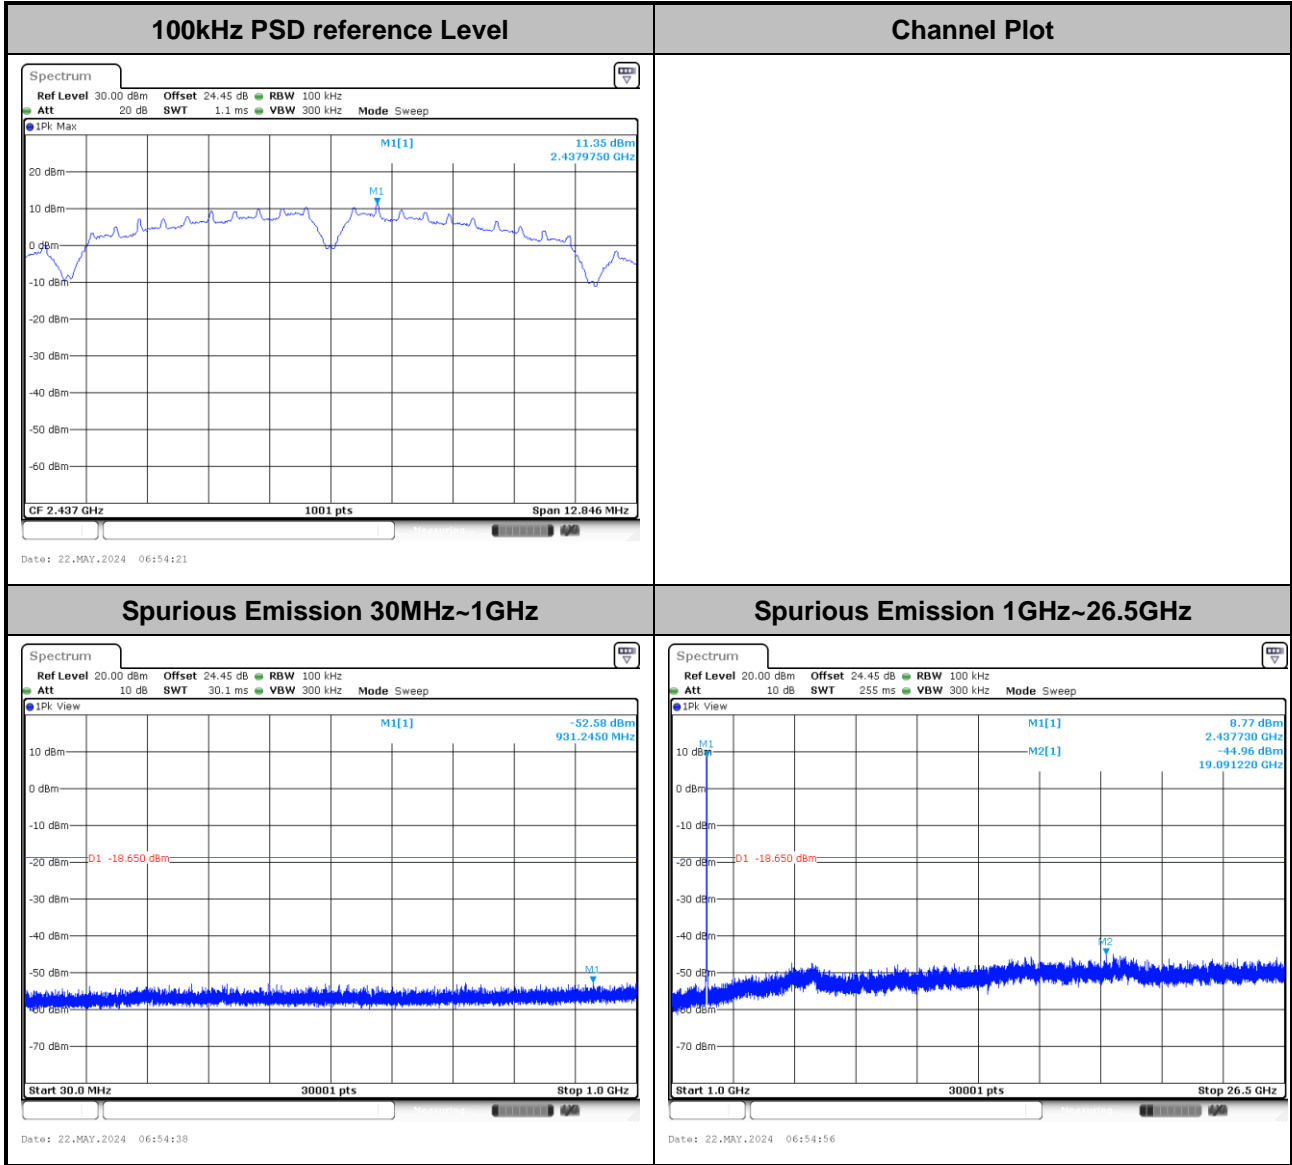 100kHz PSD reference Level
Channel Plot
Spectrum
Ref Level 30.00 dBm Offset 24.45 dB RBW 100 kHz
Att 20 dB SWT 1.1 ms VBW 300 kHz Mode Sweep
1Pk Max
M1[1] 11.35 dBm
2.4379750 GHz
20 dBm
M1
10 dBm
0 dBm
-10 dBm
-20 dBm
-30 dBm
-40 dBm
-50 dBm
-60 dBm
CF 2.437 GHz 1001 pts Span 12.846 MHz
Date: 22.MAY.2024 06:54:21
Spurious Emission 30MHz~1GHz
Spurious Emission 1GHz~26.5GHz
Spectrum
Ref Level 20.00 dBm Offset 24.45 dB RBW 100 kHz
Att 10 dB SWT 30.1 ms VBW 300 kHz Mode Sweep
1Pk View
M1[1] -52.58 dBm
931.2450 MHz
10 dBm
0 dBm
-10 dBm
D1 -18.650 dBm
-20 dBm
-30 dBm
-40 dBm
-50 dBm
M1
-60 dBm
-70 dBm
Start 30.0 MHz 30001 pts Stop 1.0 GHz
Date: 22.MAY.2024 06:54:38
Spectrum
Ref Level 20.00 dBm Offset 24.45 dB RBW 100 kHz
Att 10 dB SWT 255 ms VBW 300 kHz Mode Sweep
1Pk View
M1[1] 8.77 dBm
2.437730 GHz
M1
10 dBm
M2[1] -44.96 dBm
19.091220 GHz
0 dBm
-10 dBm
D1 -18.650 dBm
-20 dBm
-30 dBm
-40 dBm
M2
-50 dBm
-60 dBm
-70 dBm
Start 1.0 GHz 30001 pts Stop 26.5 GHz
Date: 22.MAY.2024 06:54:56